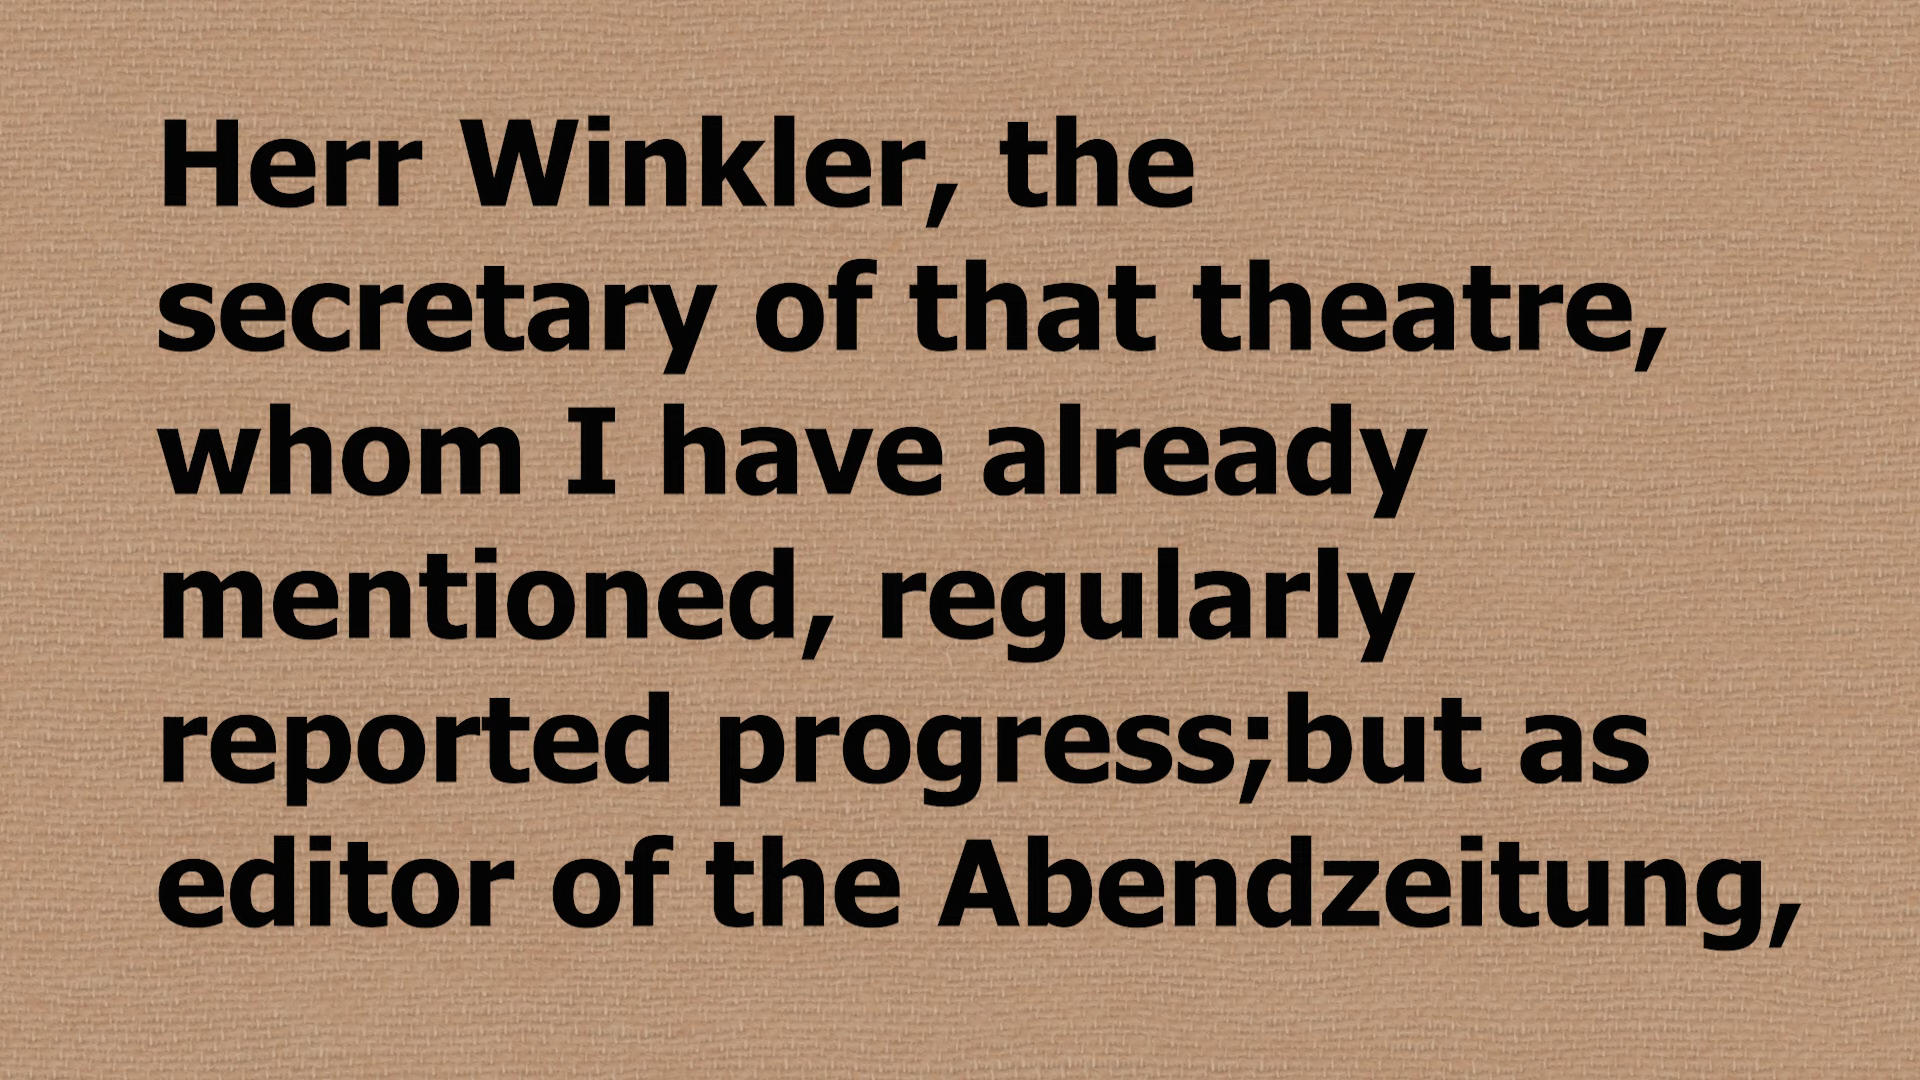 Herr Winkler, the
secretary of that theatre,
whom I have already
mentioned, regularly
reported progress;but as
editor of the Abendzeitung,